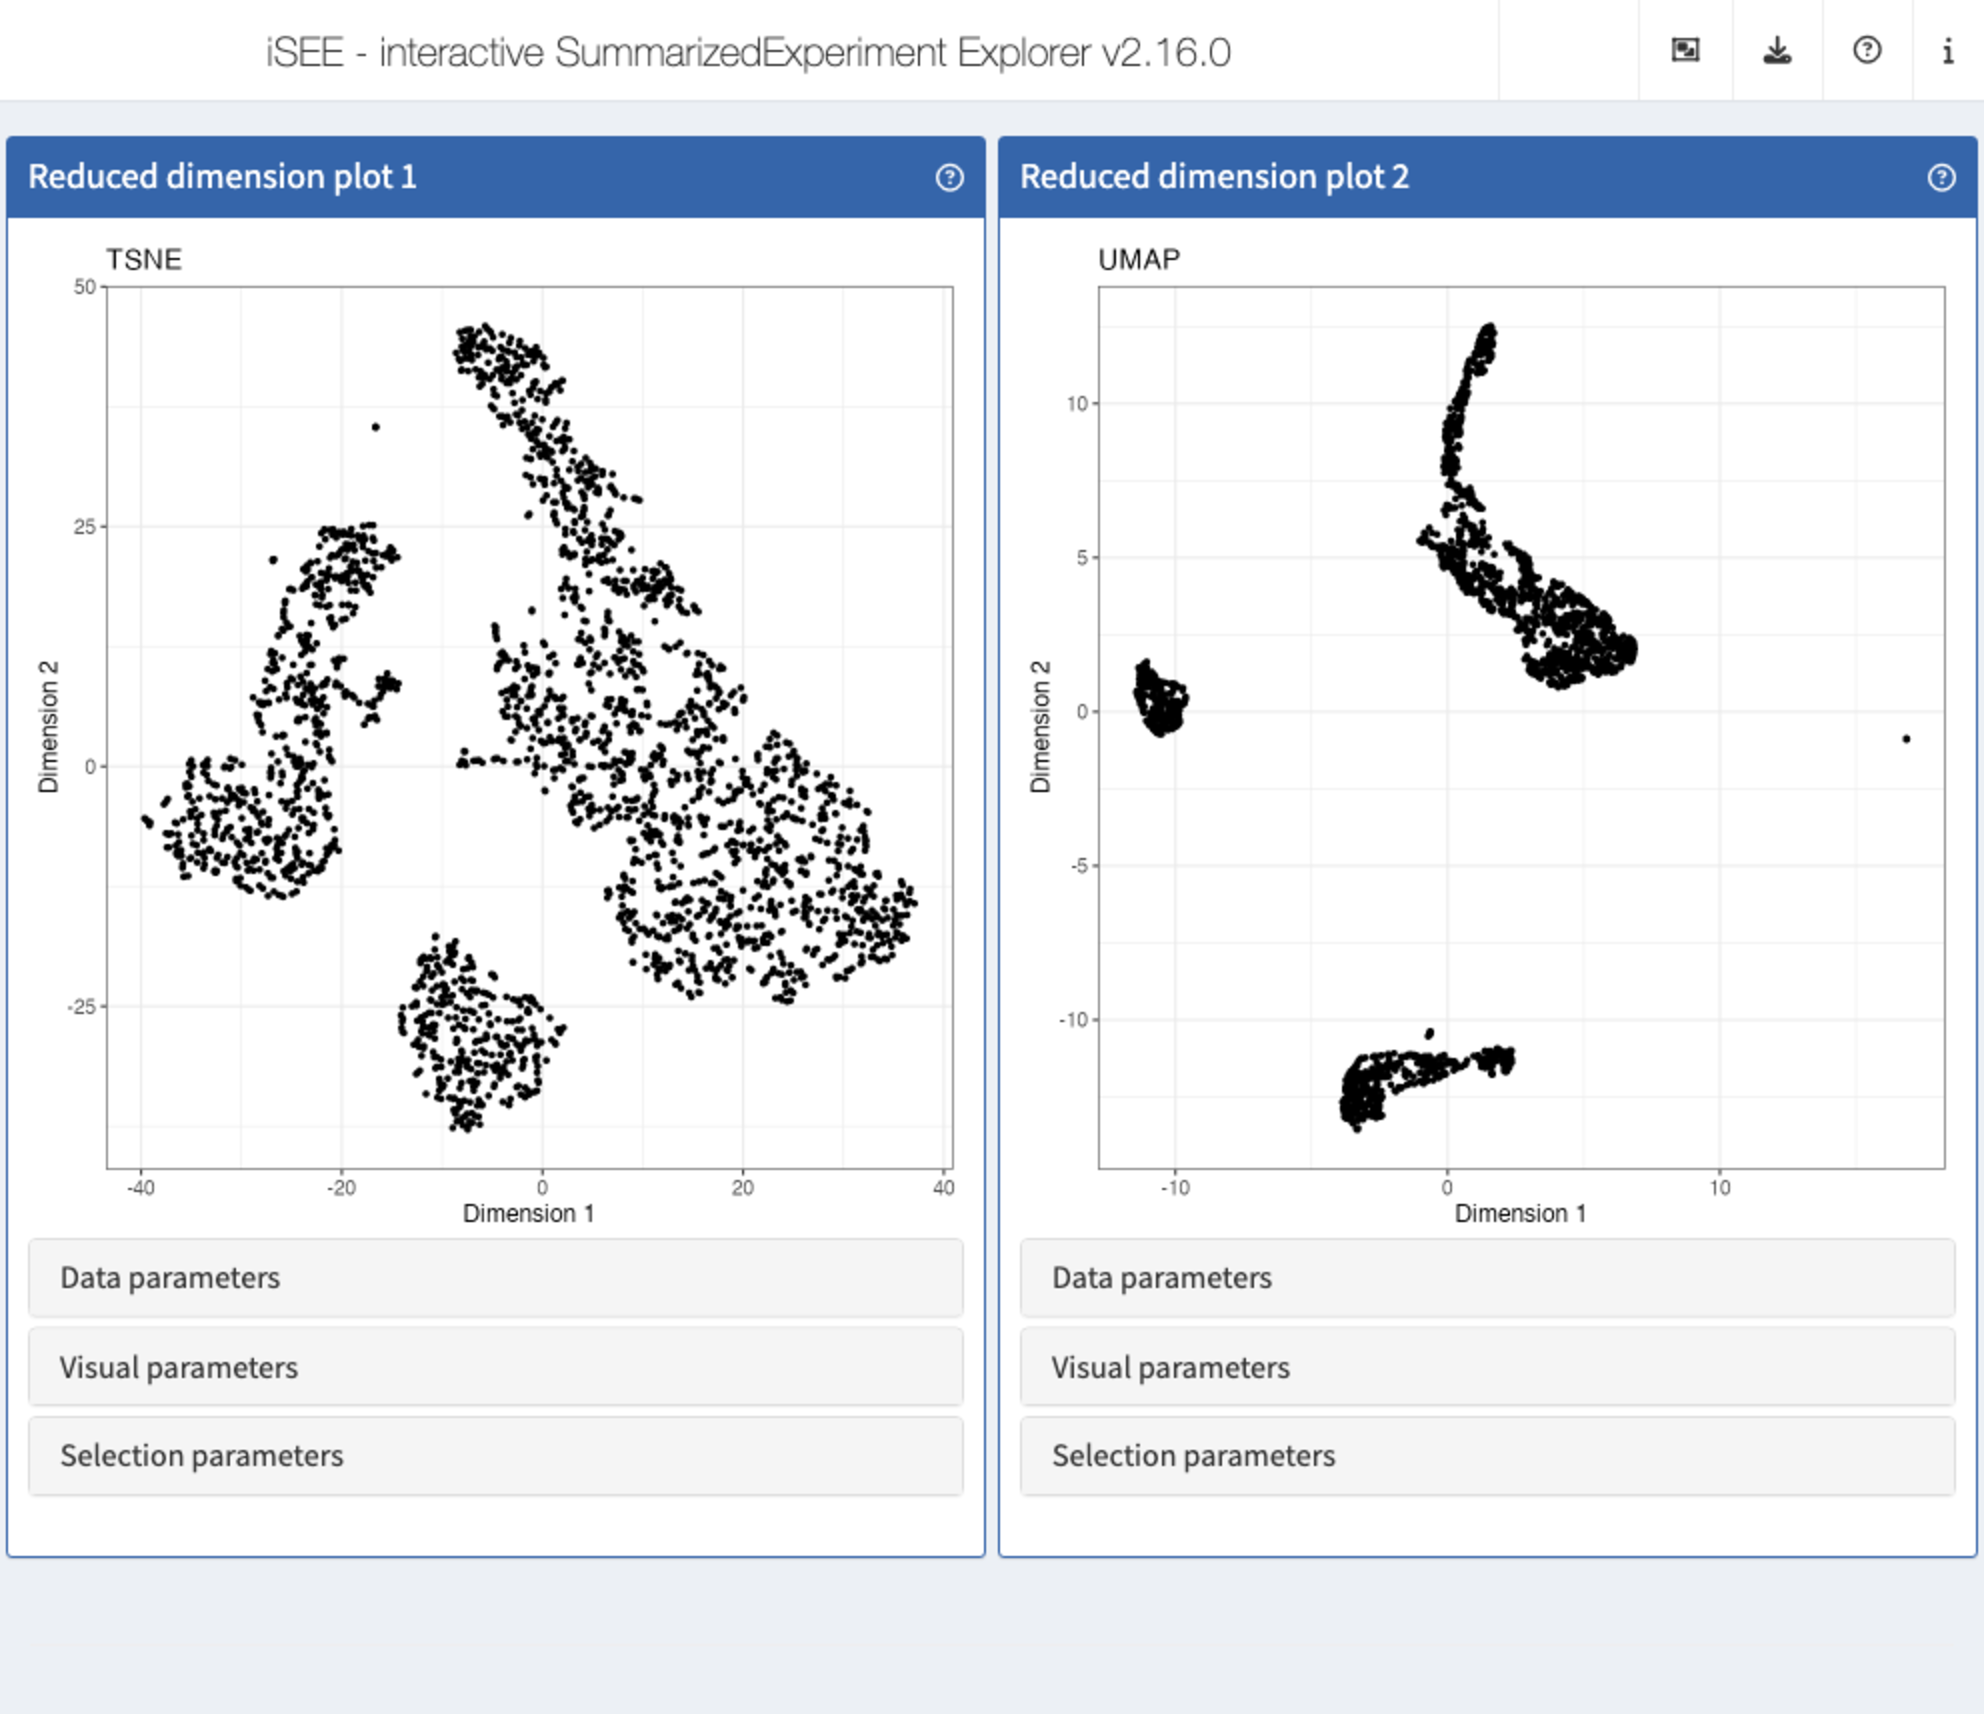 iSEE - interactive SummarizedExperiment Explorer v2.16.0
Reduced dimension plot 1
TSNE
50
25
0
-25
Dimension 2
-40 -20 0 20 40
Dimension 1
Data parameters
Visual parameters
Selection parameters
Reduced dimension plot 2
UMAP
10
5
0
-5
-10
Dimension 2
-10 0 10
Dimension 1
Data parameters
Visual parameters
Selection parameters